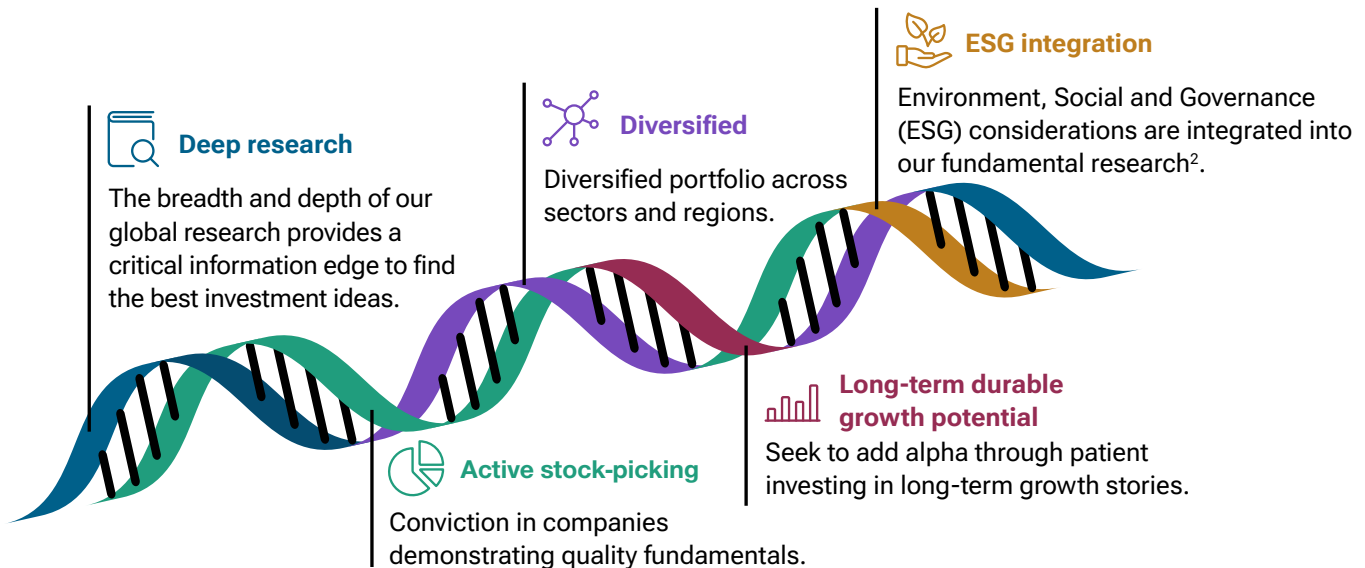 Deep research
The breadth and depth of our
global research provides a
critical information edge to find
the best investment ideas.
Active stock-picking
Conviction in companies
demonstrating quality fundamentals.
Diversified
Diversified portfolio across
sectors and regions.
Long-term durable
growth potential
Seek to add alpha through patient
investing in long-term growth stories.
ESG integration
Environment, Social and Governance
(ESG) considerations are integrated into
our fundamental research².